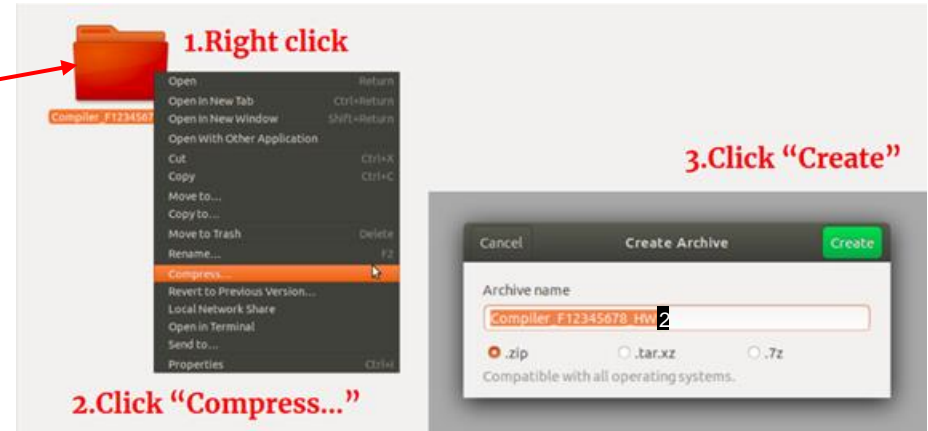 1.Right click
Compiler_F1234567
Open Return
Open In New Tab Ctrl+Return
Open In New Window Shift+Return
Open With Other Application
Cut Ctrl+X
Copy Ctrl+C
Move to...
Copy to...
Move to Trash Delete
Rename... F2
Compress...
Revert to Previous Version...
Local Network Share
Open in Terminal
Send to...
Properties Ctrl+I
2.Click “Compress...”
3.Click “Create”
Cancel Create Archive Create
Archive name
Compiler_F12345678_HW2
.zip .tar.xz .7z
Compatible with all operating systems.